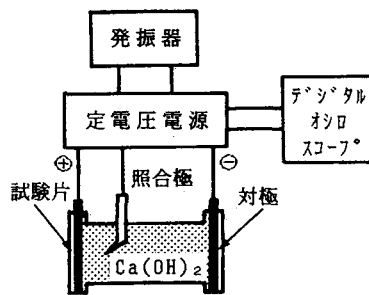 発振器
定電圧電源
デジタル
オシロ
スコープ
⊕
照合極
⊖
試験片
対極
Ca(OH)₂